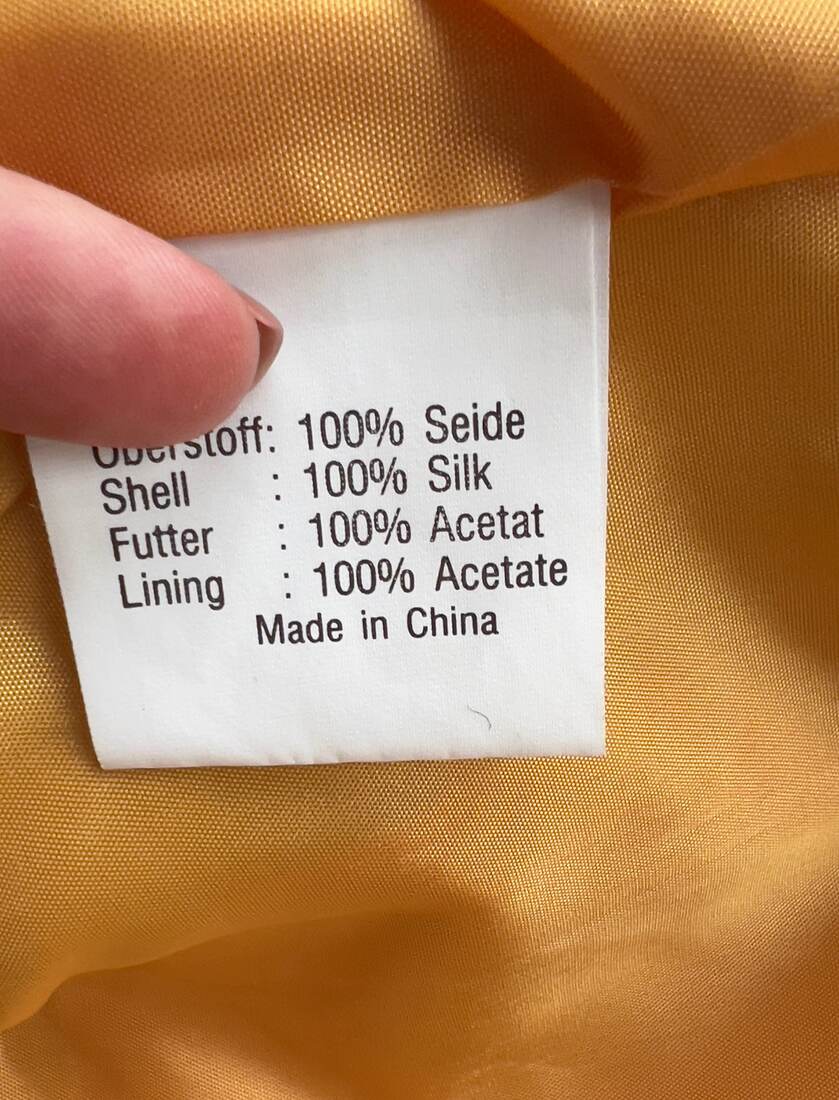 Oberstoff: 100% Seide
Shell : 100% Silk
Futter : 100% Acetat
Lining : 100% Acetate
Made in China